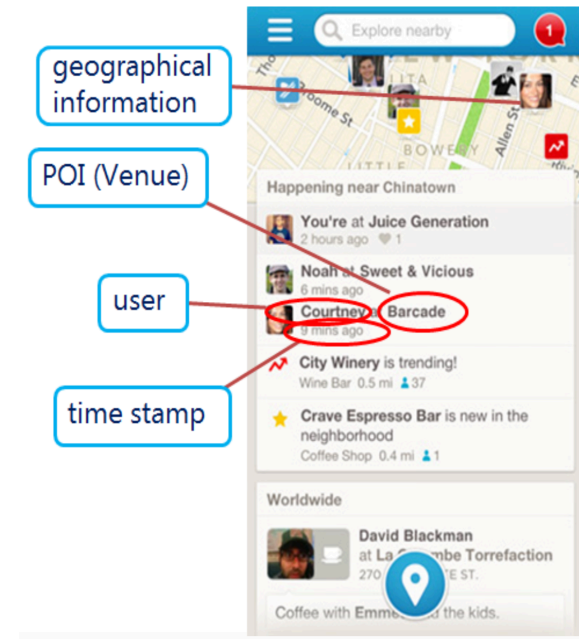 geographical
information
POI (Venue)
user
time stamp
Explore nearby
1
LITA
Broome St
Allen St
BOWERY
LITTLE
Happening near Chinatown
You're at Juice Generation
2 hours ago 1
Noah at Sweet & Vicious
6 mins ago
Courtney Barcade
9 mins ago
City Winery is trending!
Wine Bar 0.5 mi 37
Crave Espresso Bar is new in the
neighborhood
Coffee Shop 0.4 mi 1
Worldwide
David Blackman
at La Torrefaction
270 ST.
Coffee with the kids.